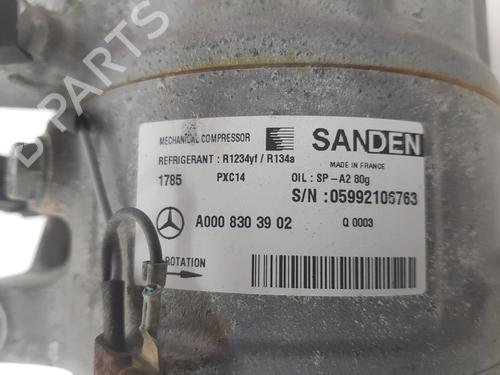 MECHANICAL COMPRESSOR
SANDEN
REFRIGERANT : R1234yf / R134a
MADE IN FRANCE
1785 PXC14 OIL : SP-A2 80g
S/N :05992106763
A000 830 39 02 Q 0003
ROTATION
B-PARTS